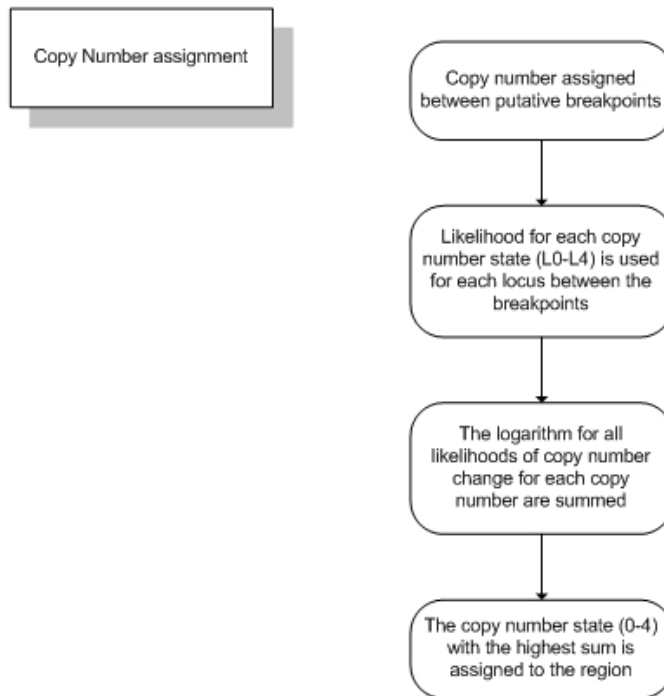 Copy Number assignment
Copy number assigned
between putative breakpoints
Likelihood for each copy
number state (L0-L4) is used
for each locus between the
breakpoints
The logarithm for all
likelihoods of copy number
change for each copy
number are summed
The copy number state (0-4)
with the highest sum is
assigned to the region